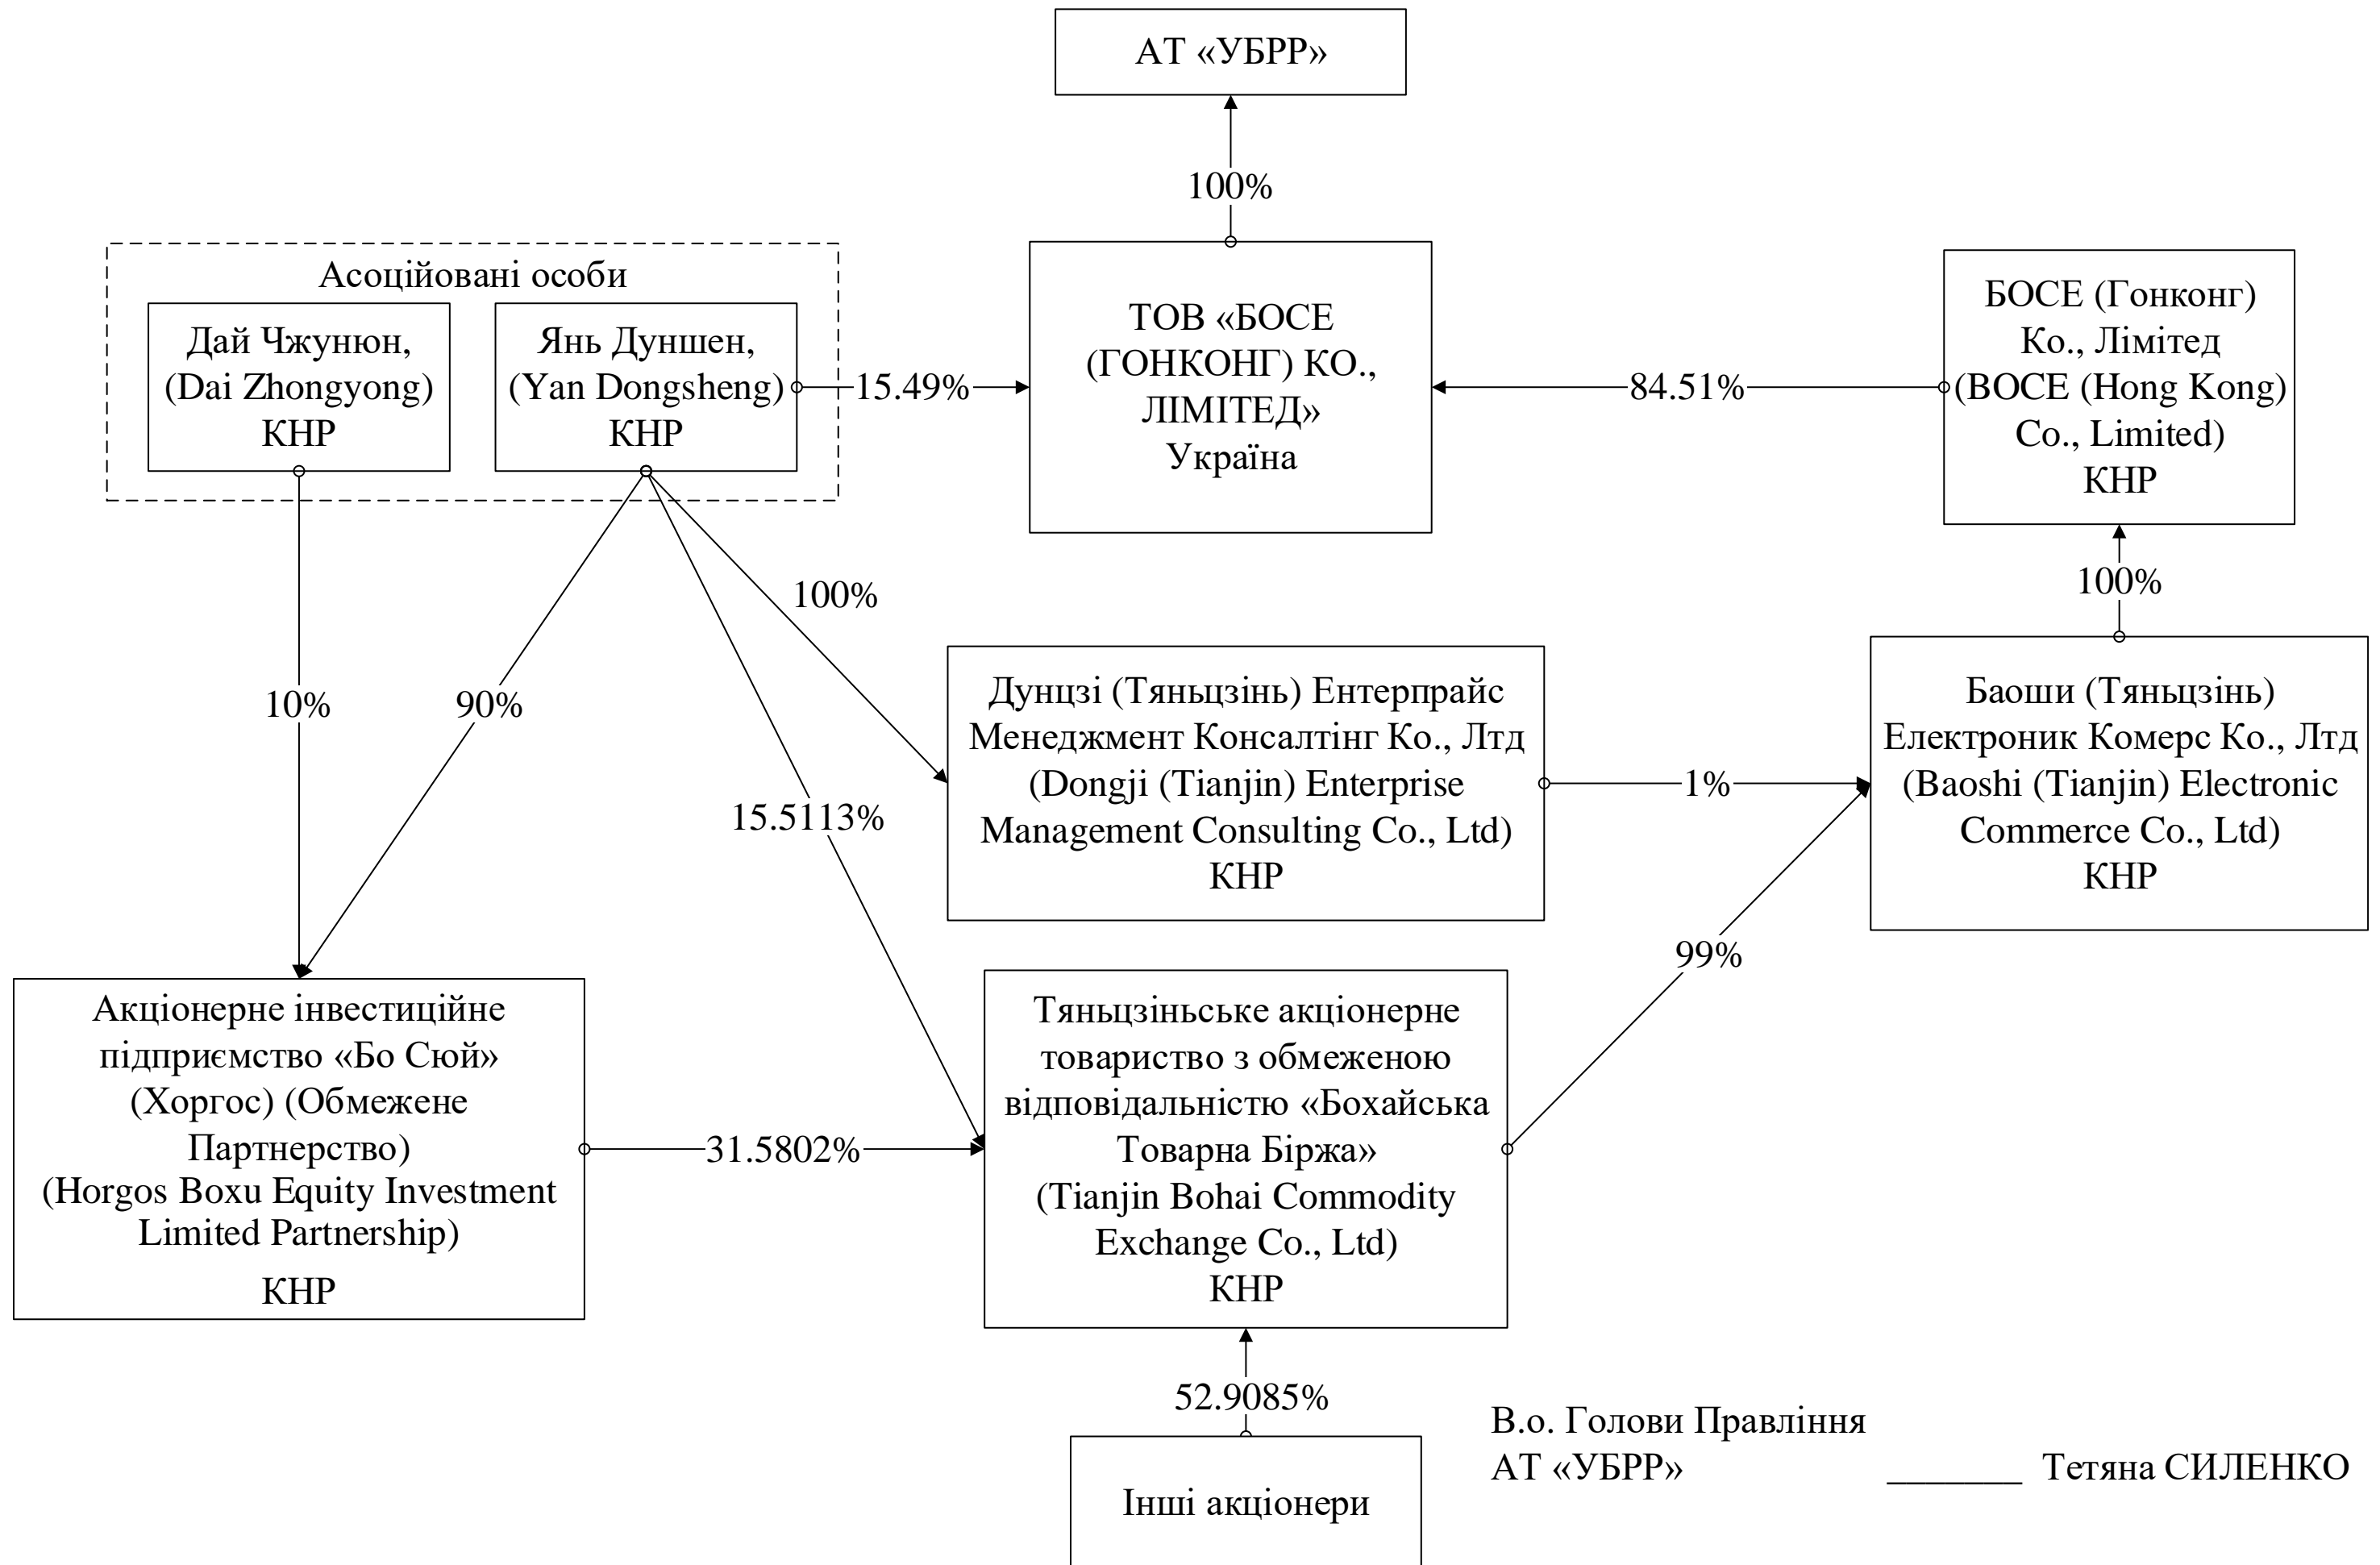 АТ «УБРР»
100%
Асоційовані особи
Дай Чжунюн,
(Dai Zhongyong)
КНР
Янь Дуншен,
(Yan Dongsheng)
КНР
15.49%
ТОВ «БОСЕ
(ГОНКОНГ) КО.,
ЛІМІТЕД»
Україна
84.51%
БОСЕ (Гонконг)
Ко., Лімітед
(BOCE (Hong Kong)
Co., Limited)
КНР
100%
100%
10%
90%
15.5113%
Дунцзі (Тяньцзінь) Ентерпрайс
Менеджмент Консалтінг Ко., Лтд
(Dongji (Tianjin) Enterprise
Management Consulting Co., Ltd)
КНР
1%
Баоши (Тяньцзінь)
Електроник Комерс Ко., Лтд
(Baoshi (Tianjin) Electronic
Commerce Co., Ltd)
КНР
99%
Акціонерне інвестиційне
підприємство «Бо Сюй»
(Хоргос) (Обмежене
Партнерство)
(Horgos Boxu Equity Investment
Limited Partnership)
КНР
31.5802%
Тяньцзіньське акціонерне
товариство з обмеженою
відповідальністю «Бохайська
Товарна Біржа»
(Tianjin Bohai Commodity
Exchange Co., Ltd)
КНР
52.9085%
Інші акціонери
В.о. Голови Правління
АТ «УБРР» _______ Тетяна СИЛЕНКО